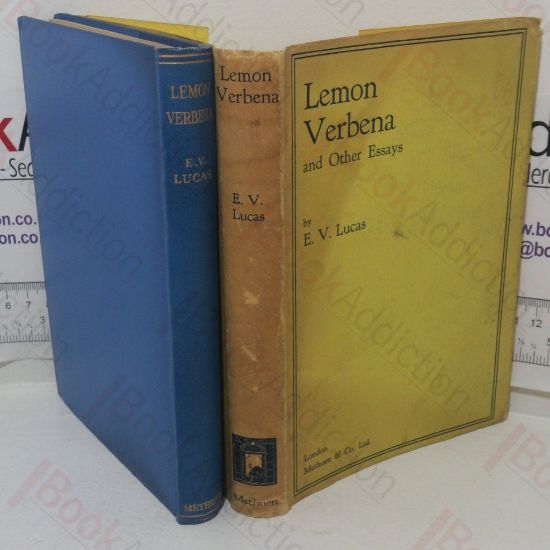 LEMON
VERBENA
E. V.
LUCAS
METHUEN
Lemon
Verbena
E. V.
Lucas
Methuen
Lemon
Verbena
and Other Essays
by
E. V. Lucas
London
Methuen & Co. Ltd.
BookAddiction